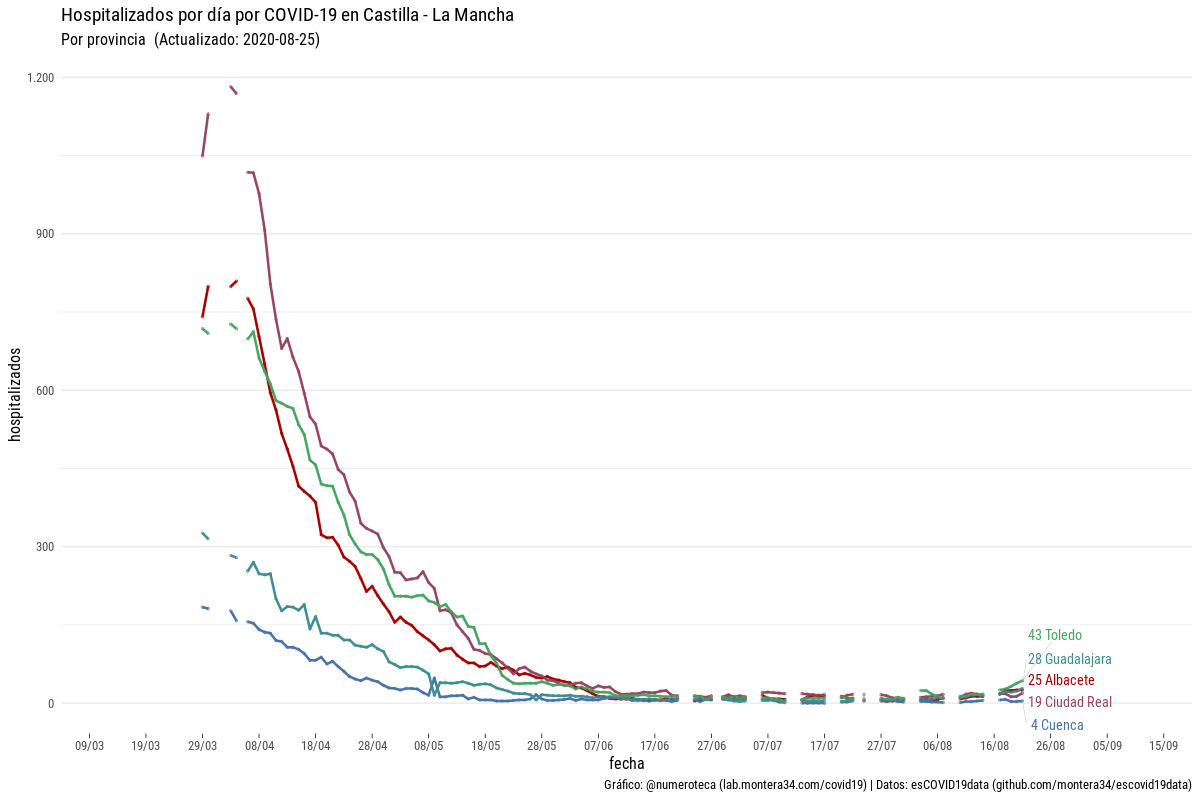 Hospitalizados por día por COVID-19 en Castilla - La Mancha
Por provincia (Actualizado: 2020-08-25)
hospitalizados
1.200
900
600
300
0
43 Toledo
28 Guadalajara
25 Albacete
19 Ciudad Real
4 Cuenca
09/03 19/03 29/03 08/04 18/04 28/04 08/05 18/05 28/05 07/06 17/06 27/06 07/07 17/07 27/07 06/08 16/08 26/08 05/09 15/09
fecha
Gráfico: @numeroteca (lab.montera34.com/covid19) | Datos: esCOVID19data (github.com/montera34/escovid19data)